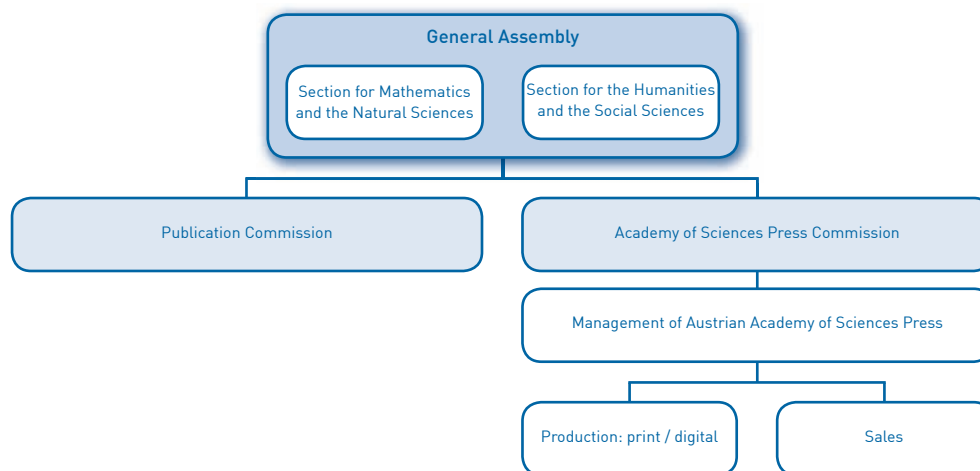 General Assembly
Section for Mathematics
and the Natural Sciences
Section for the Humanities
and the Social Sciences
Publication Commission
Academy of Sciences Press Commission
Management of Austrian Academy of Sciences Press
Production: print / digital
Sales